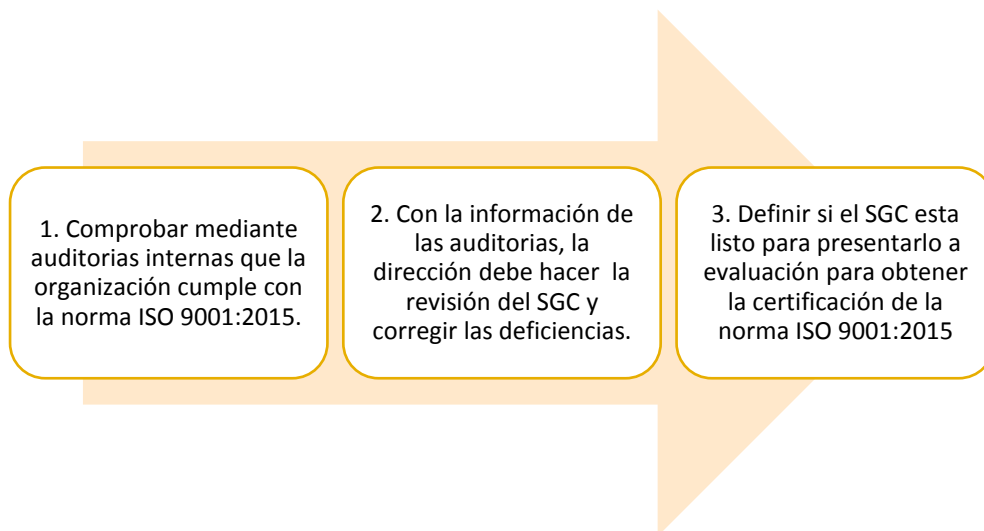 1. Comprobar mediante
auditorias internas que la
organización cumple con
la norma ISO 9001:2015.
2. Con la información de
las auditorias, la
dirección debe hacer la
revisión del SGC y
corregir las deficiencias.
3. Definir si el SGC esta
listo para presentarlo a
evaluación para obtener
la certificación de la
norma ISO 9001:2015